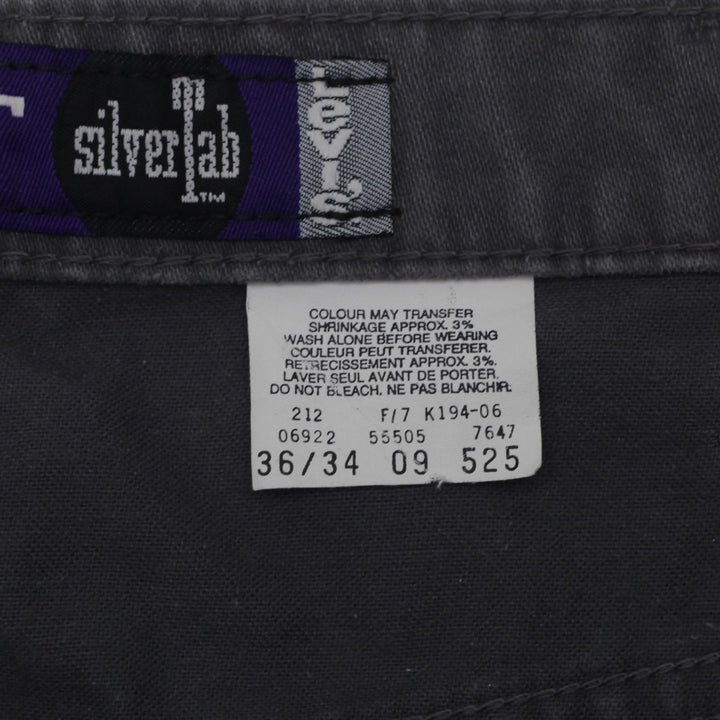 silverTab
TM
Levi's
COLOUR MAY TRANSFER
SHRINKAGE APPROX. 3%
WASH ALONE BEFORE WEARING
COULEUR PEUT TRANSFERER.
RETRECISSEMENT APPROX. 3%.
LAVER SEUL AVANT DE PORTER.
DO NOT BLEACH. NE PAS BLANCHIR.
212 F/7 K194-06
06922 55505 7647
36/34 09 525